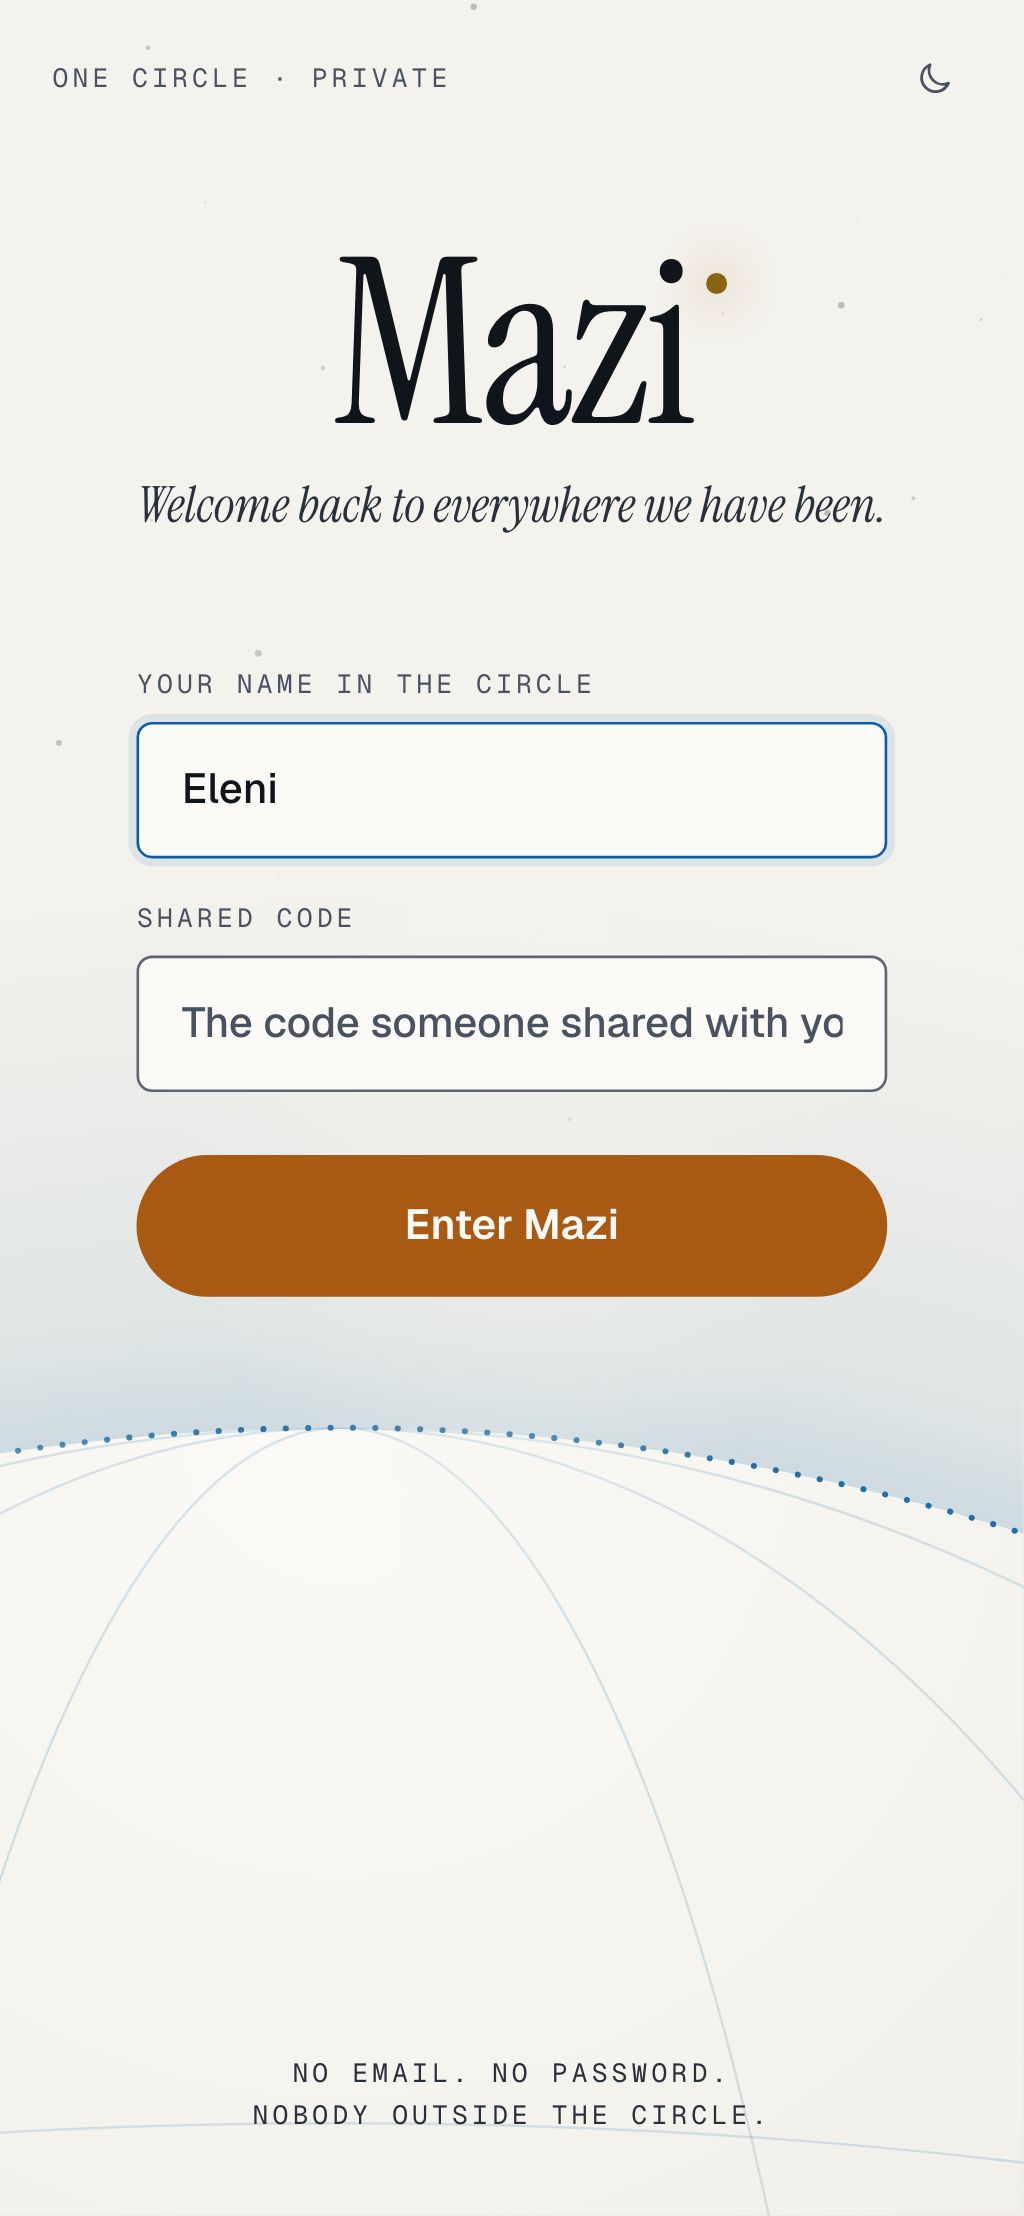 ONE CIRCLE · PRIVATE
Mazi
Welcome back to everywhere we have been.
YOUR NAME IN THE CIRCLE
Eleni
SHARED CODE
The code someone shared with yo
Enter Mazi
NO EMAIL. NO PASSWORD.
NOBODY OUTSIDE THE CIRCLE.